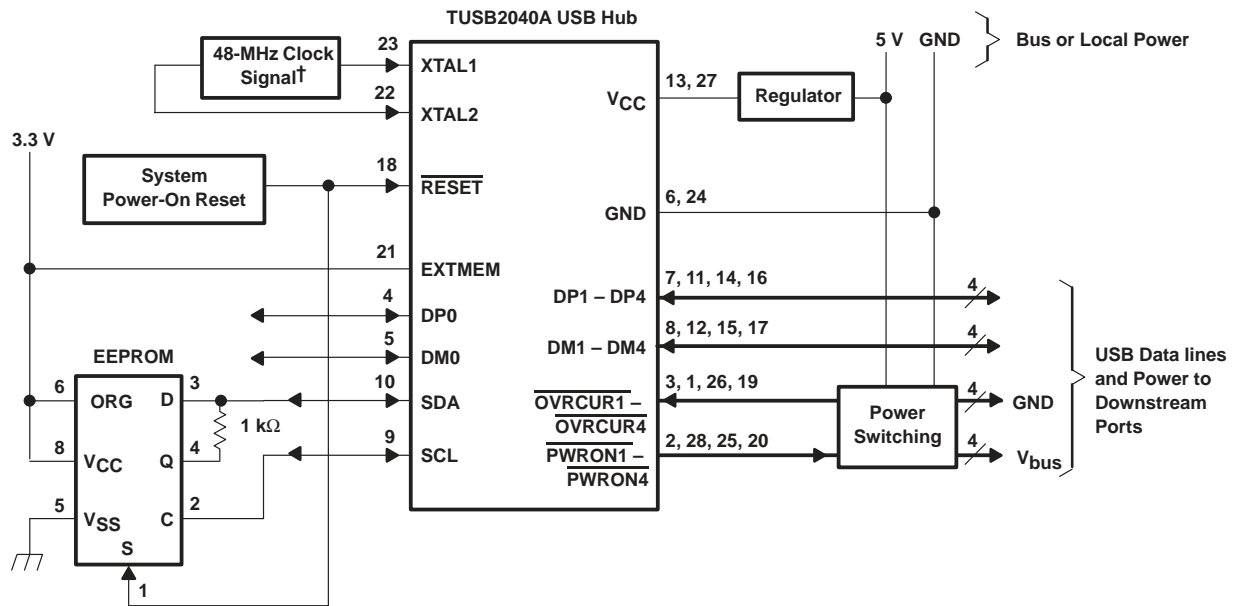 TUSB2040A USB Hub
5 V GND
Bus or Local Power
48-MHz Clock
Signal†
23
XTAL1
22
XTAL2
VCC
13, 27
Regulator
3.3 V
System
Power-On Reset
18
RESET
GND
6, 24
21
EXTMEM
4
DP0
5
DM0
DP1 – DP4
7, 11, 14, 16
4
DM1 – DM4
8, 12, 15, 17
4
USB Data lines
and Power to
Downstream
Ports
EEPROM
6
ORG
D
3
1 kΩ
10
SDA
OVRCUR1 –
OVRCUR4
3, 1, 26, 19
Power
Switching
4
GND
8
VCC
Q
4
9
SCL
PWRON1 –
PWRON4
2, 28, 25, 20
4
Vbus
5
VSS
C
2
S
1